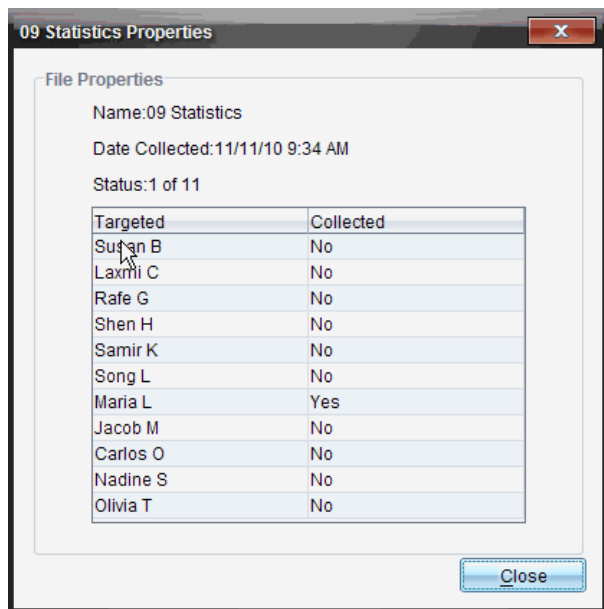 09 Statistics Properties
x
File Properties
Name:09 Statistics
Date Collected:11/11/10 9:34 AM
Status:1 of 11
Targeted Collected
Susan B No
Laxmi C No
Rafe G No
Shen H No
Samir K No
Song L No
Maria L Yes
Jacob M No
Carlos O No
Nadine S No
Olivia T No
Close